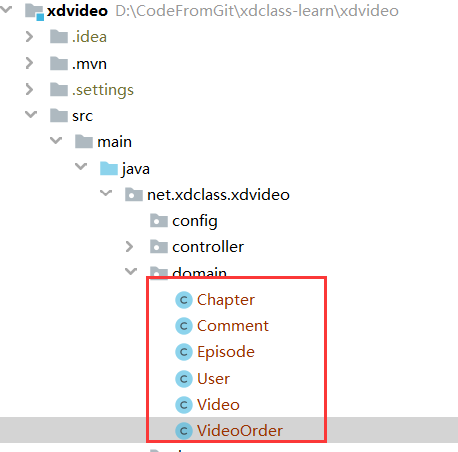 xdvideo D:\CodeFromGit\xdclass-learn\xdvideo
.idea
.mvn
.settings
src
main
java
net.xdclass.xdvideo
config
controller
domain
Chapter
Comment
Episode
User
Video
VideoOrder